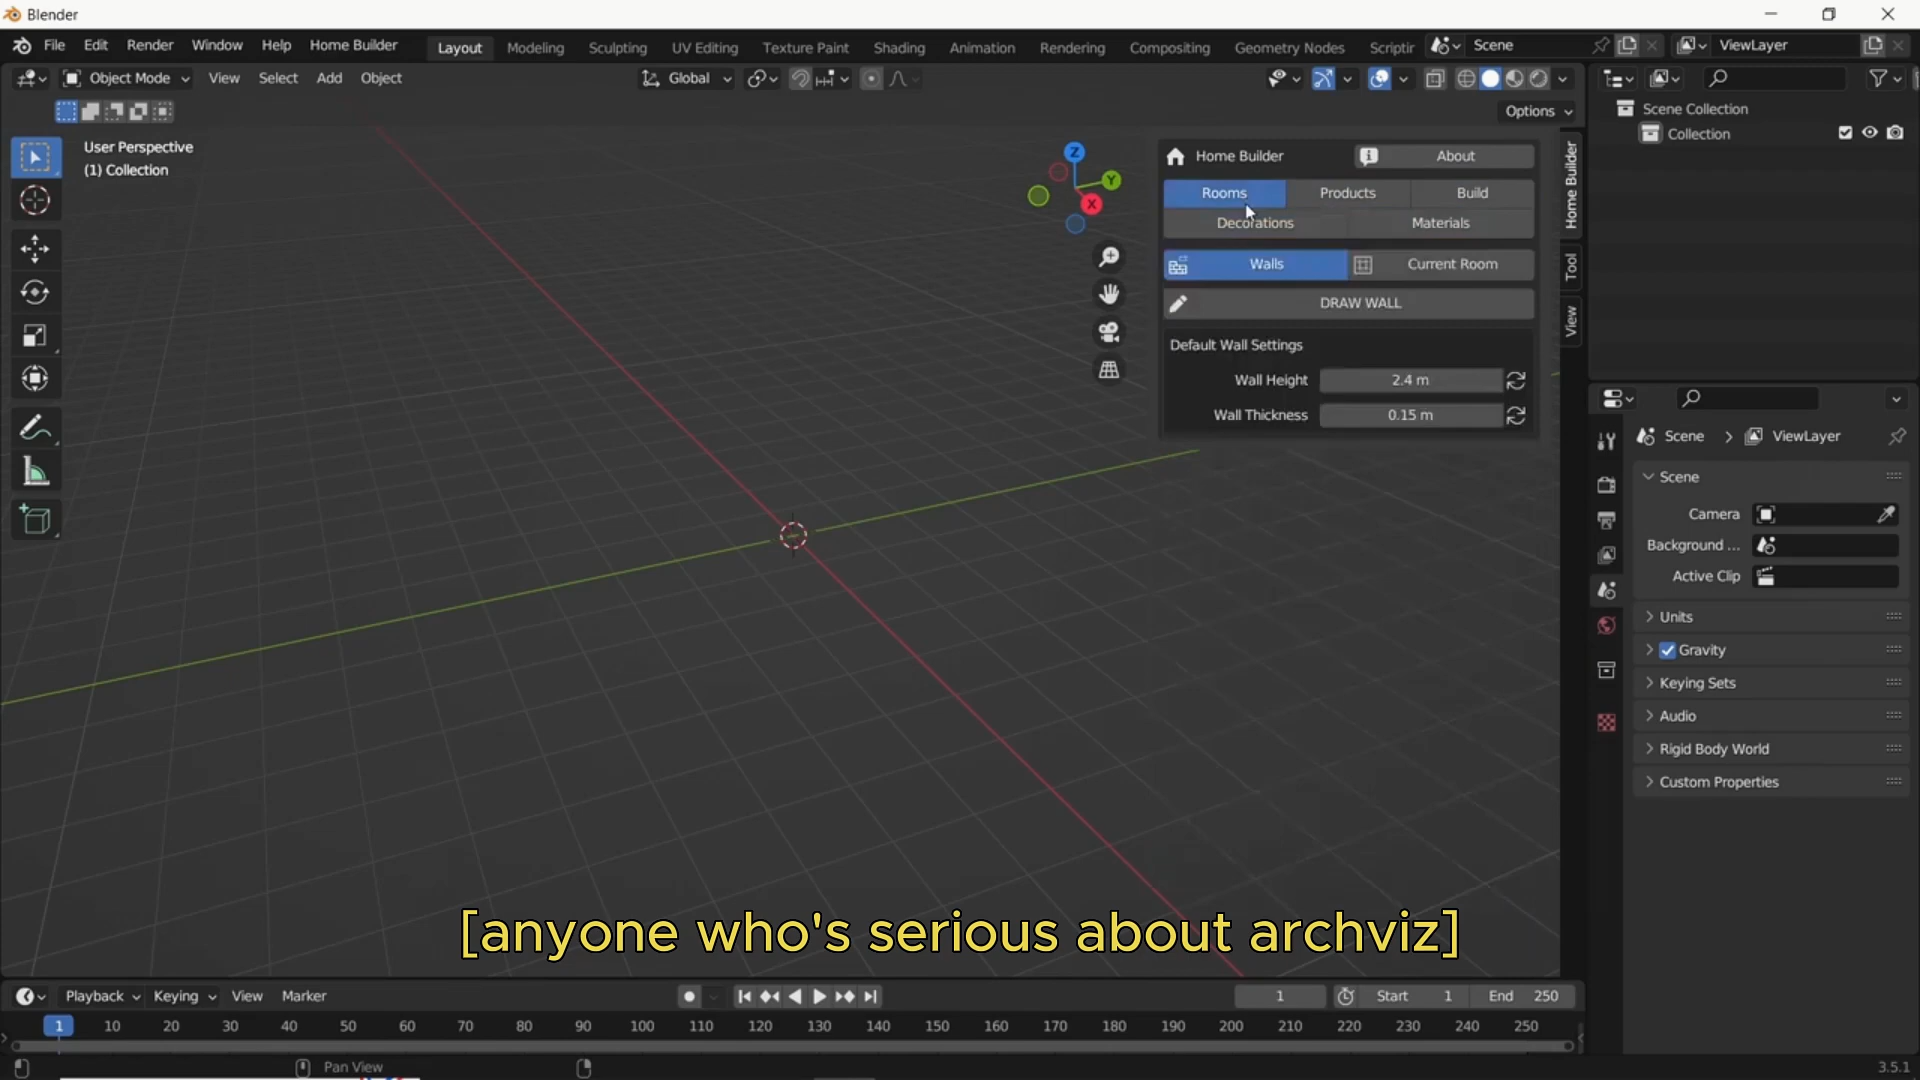 Blender
File Edit Render Window Help Home Builder Layout Modeling Sculpting UV Editing Texture Paint Shading Animation Rendering Compositing Geometry Nodes Scriptir Scene ViewLayer
Object Mode View Select Add Object Global
Options
User Perspective
(1) Collection
Z
Y
X
Home Builder About
Rooms Products Build
Decorations Materials
Walls Current Room
DRAW WALL
Default Wall Settings
Wall Height 2.4 m
Wall Thickness 0.15 m
Home Builder
Tool
View
Scene Collection
Collection
Scene ViewLayer
Scene
Camera
Background ...
Active Clip
Units
Gravity
Keying Sets
Audio
Rigid Body World
Custom Properties
[anyone who's serious about archviz]
Playback Keying View Marker 1 Start 1 End 250
1 10 20 30 40 50 60 70 80 90 100 110 120 130 140 150 160 170 180 190 200 210 220 230 240 250
Pan View 3.5.1